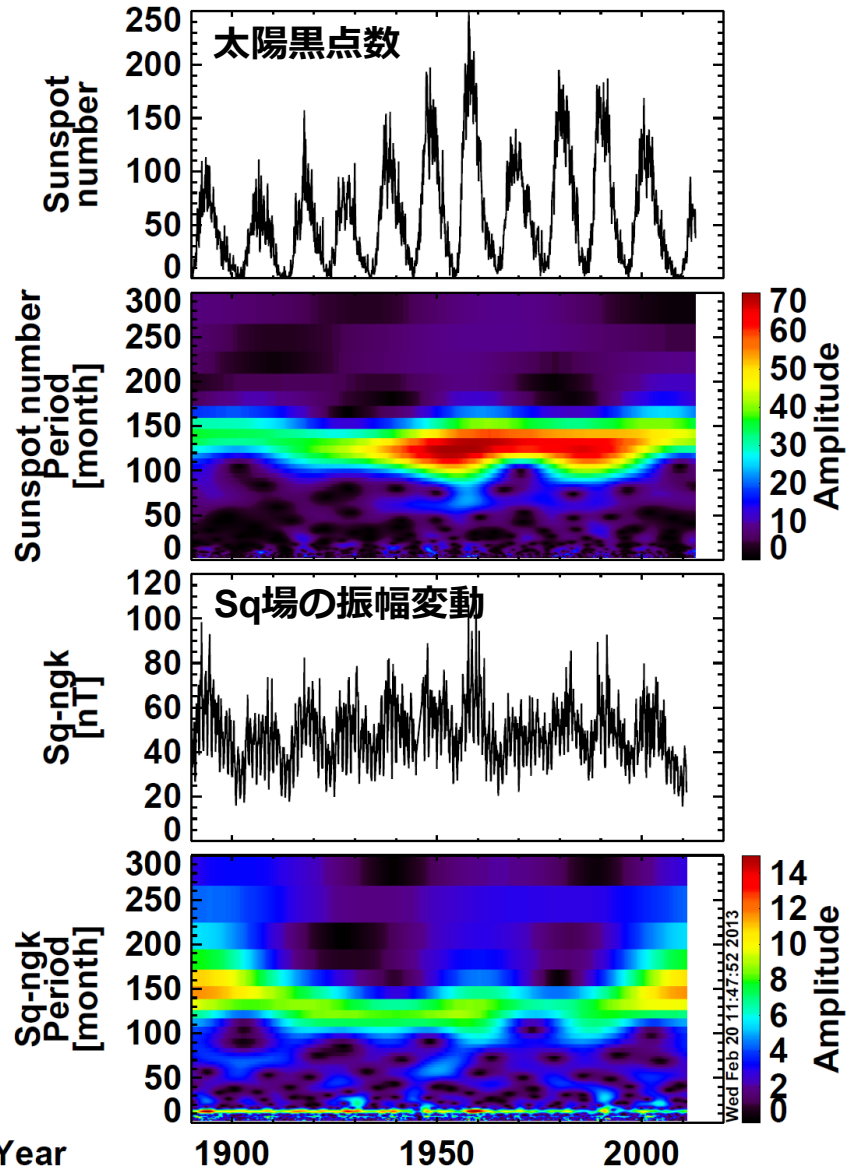 太陽黒点数
Sunspot
number
250
200
150
100
50
0
Sunspot number
Period
[month]
300
250
200
150
100
50
0
70
60
50
40
30
20
10
0
Amplitude
Sq場の振幅変動
Sq-ngk
[nT]
120
100
80
60
40
20
0
Sq-ngk
Period
[month]
300
250
200
150
100
50
0
14
12
10
8
6
4
2
0
Amplitude
Wed Feb 20 11:47:52 2013
Year
1900
1950
2000